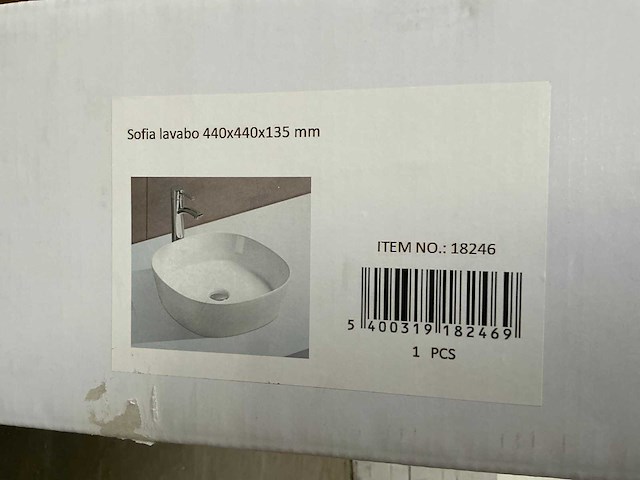 Sofia lavabo 440x440x135 mm
ITEM NO.: 18246
5 400319 182469
1 PCS